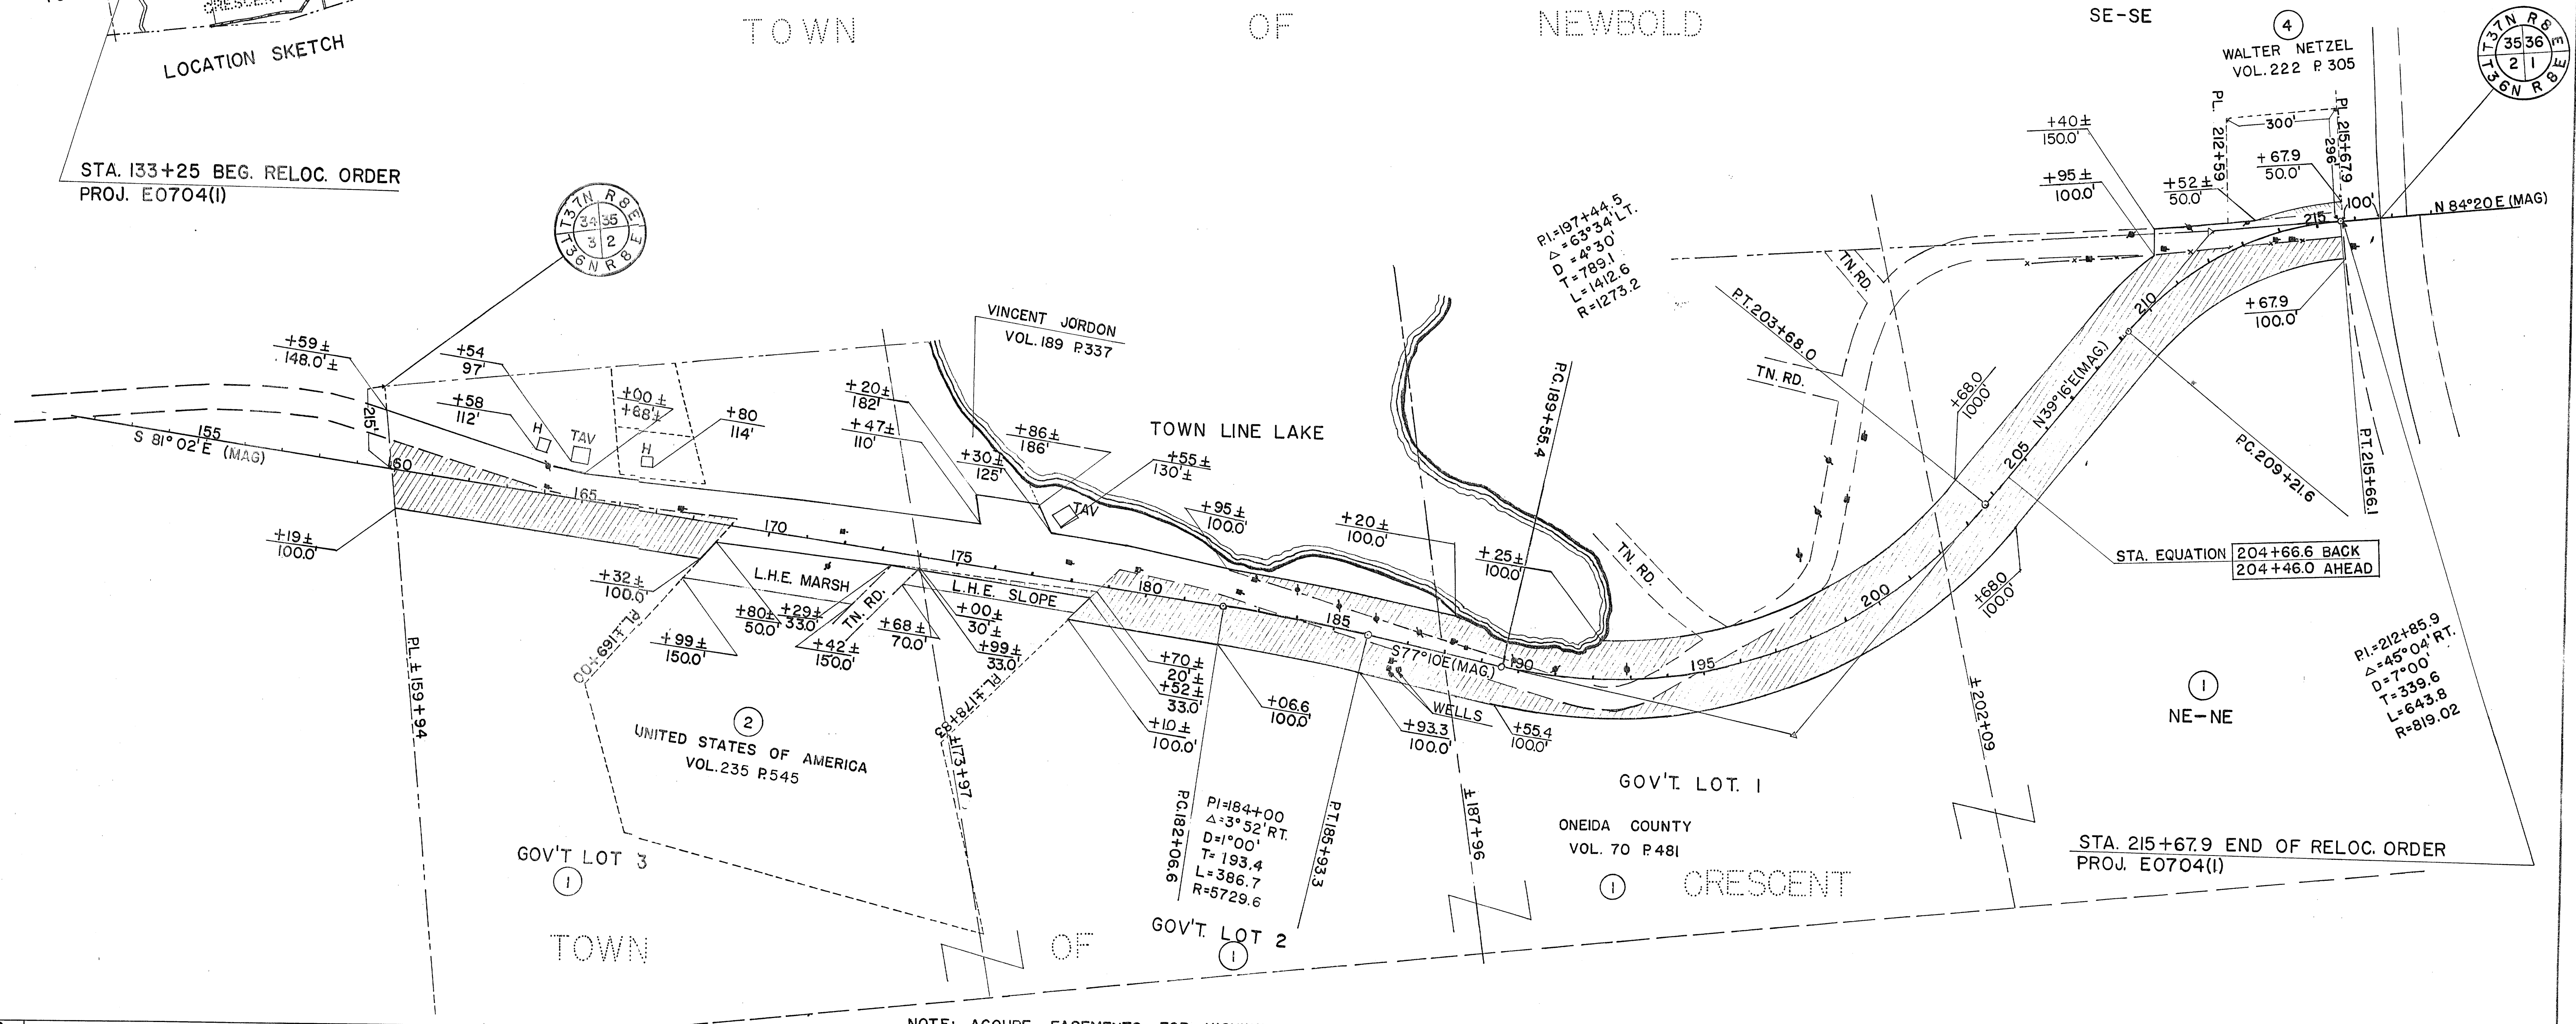 CRESCENT
LOCATION SKETCH
TOWN OF NEWBOLD
SE-SE
4
WALTER NETZEL
VOL. 222 P. 305
T37N R8E
35 36
2 1
T36N R8E
STA. 133+25 BEG. RELOC. ORDER
PROJ. E0704(1)
T37N R8E
34 35
3 2
T36N R8E
+40±
150.0'
+95±
100.0'
+52±
50.0'
+67.9
50.0'
PL. 212+59
300'
PL. 215+67.9
296'
100'
215
N 84°20 E (MAG)
P.I.=197+44.5
△=63°34' LT.
D=4°30'
T=789.1
L=1412.6
R=1273.2
TN. RD.
TN. RD.
P.T. 203+68.0
P.C. 189+55.4
+67.9
100.0'
210
N39°16'E(MAG.)
205
+68.0
100.0'
P.C. 209+21.6
P.T. 215+66.1
STA. EQUATION 204+66.6 BACK
204+46.0 AHEAD
VINCENT JORDON
VOL. 189 P.337
TOWN LINE LAKE
+59±
148.0'±
+54
97'
+58
112'
H
TAV
+00±
+68'±
H
+80
114'
+20±
182'
+47±
110'
+86±
186'
+30±
125'
+55±
130'±
TAV
+95±
100.0'
+20±
100.0'
+25±
100.0'
TN. RD.
215'
155
S 81°02'E (MAG)
160
165
170
175
180
185
S77°10E(MAG.)
190
195
200
+68.0
100.0'
+19±
100.0'
+32±
100.0'
L.H.E. MARSH
L.H.E. SLOPE
TN. RD.
+80±
50.0'
+29±
33.0'
+99±
150.0'
+42±
150.0'
+68±
70.0'
+00±
30'±
+99±
33.0'
+70±
20'±
+52±
33.0'
+10±
100.0'
+06.6
100.0'
+93.3
100.0'
WELLS
+55.4
100.0'
PL.±159+94
PL.±169+00
±173+97
PL.±178+83
P.C. 182+06.6
P.T. 185+93.3
±187+96
±202+09
2
UNITED STATES OF AMERICA
VOL. 235 P.545
PI=184+00
△=3°52' RT.
D=1°00'
T=193.4
L=386.7
R=5729.6
P.I.=212+85.9
△=45°04' RT.
D=7°00'
T=339.6
L=643.8
R=819.02
1
NE-NE
GOV'T. LOT. 1
ONEIDA COUNTY
VOL. 70 P.481
1
GOV'T LOT 3
1
GOV'T. LOT 2
1
TOWN OF CRESCENT
STA. 215+67.9 END OF RELOC. ORDER
PROJ. E0704(1)
NOTE: ACQUIRE EASEMENTS FOR